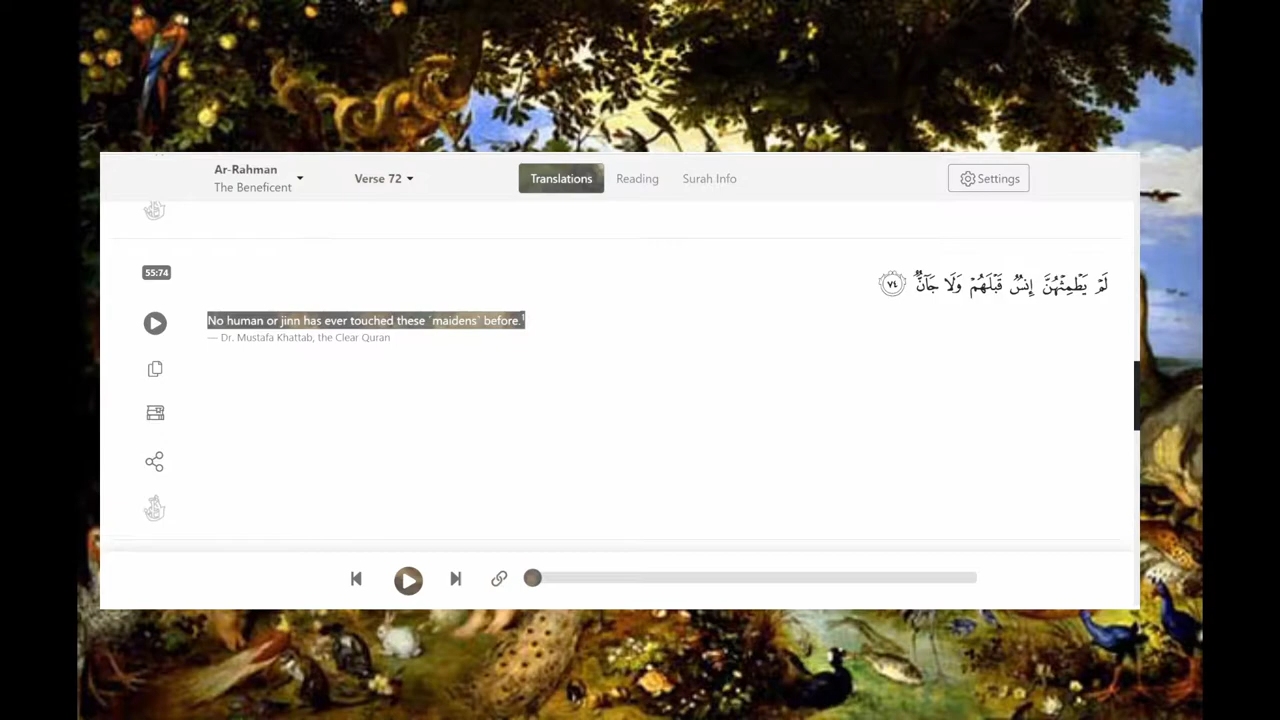 Ar-Rahman
The Beneficent
Verse 72
Translations
Reading
Surah Info
Settings
55:74
لَمْ يَطْمِثْهُنَّ إِنسٌ قَبْلَهُمْ وَلَا جَآنٌّ ٧٤
No human or jinn has ever touched these ˹maidens˺ before.¹
— Dr. Mustafa Khattab, the Clear Quran